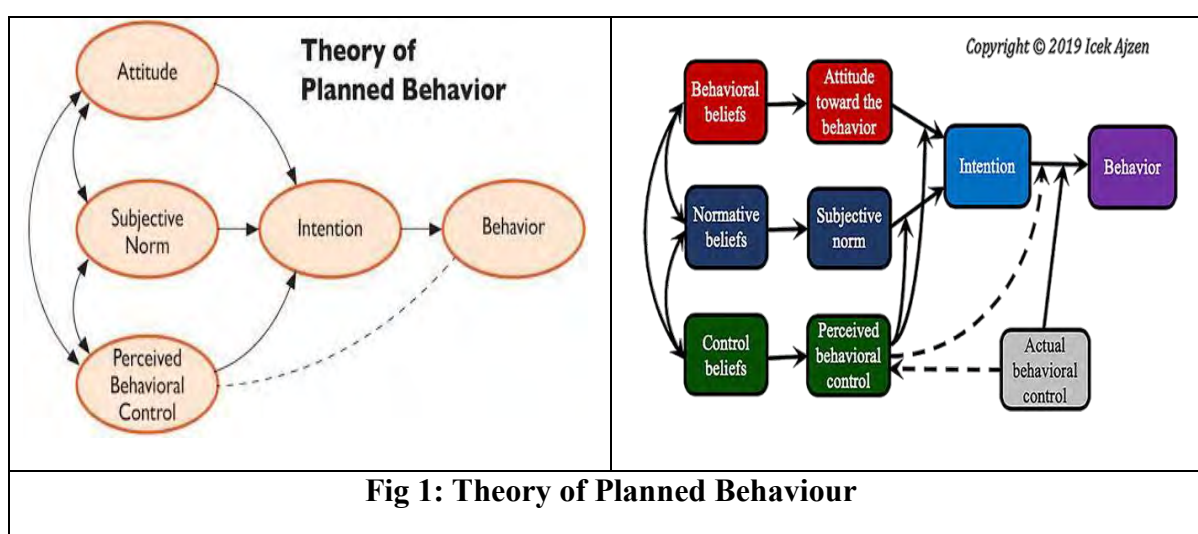 Theory of
Planned Behavior
Attitude
Subjective
Norm
Intention
Behavior
Perceived
Behavioral
Control
Copyright © 2019 Icek Ajzen
Behavioral
beliefs
Attitude
toward the
behavior
Intention
Behavior
Normative
beliefs
Subjective
norm
Control
beliefs
Perceived
behavioral
control
Actual
behavioral
control
Fig 1: Theory of Planned Behaviour